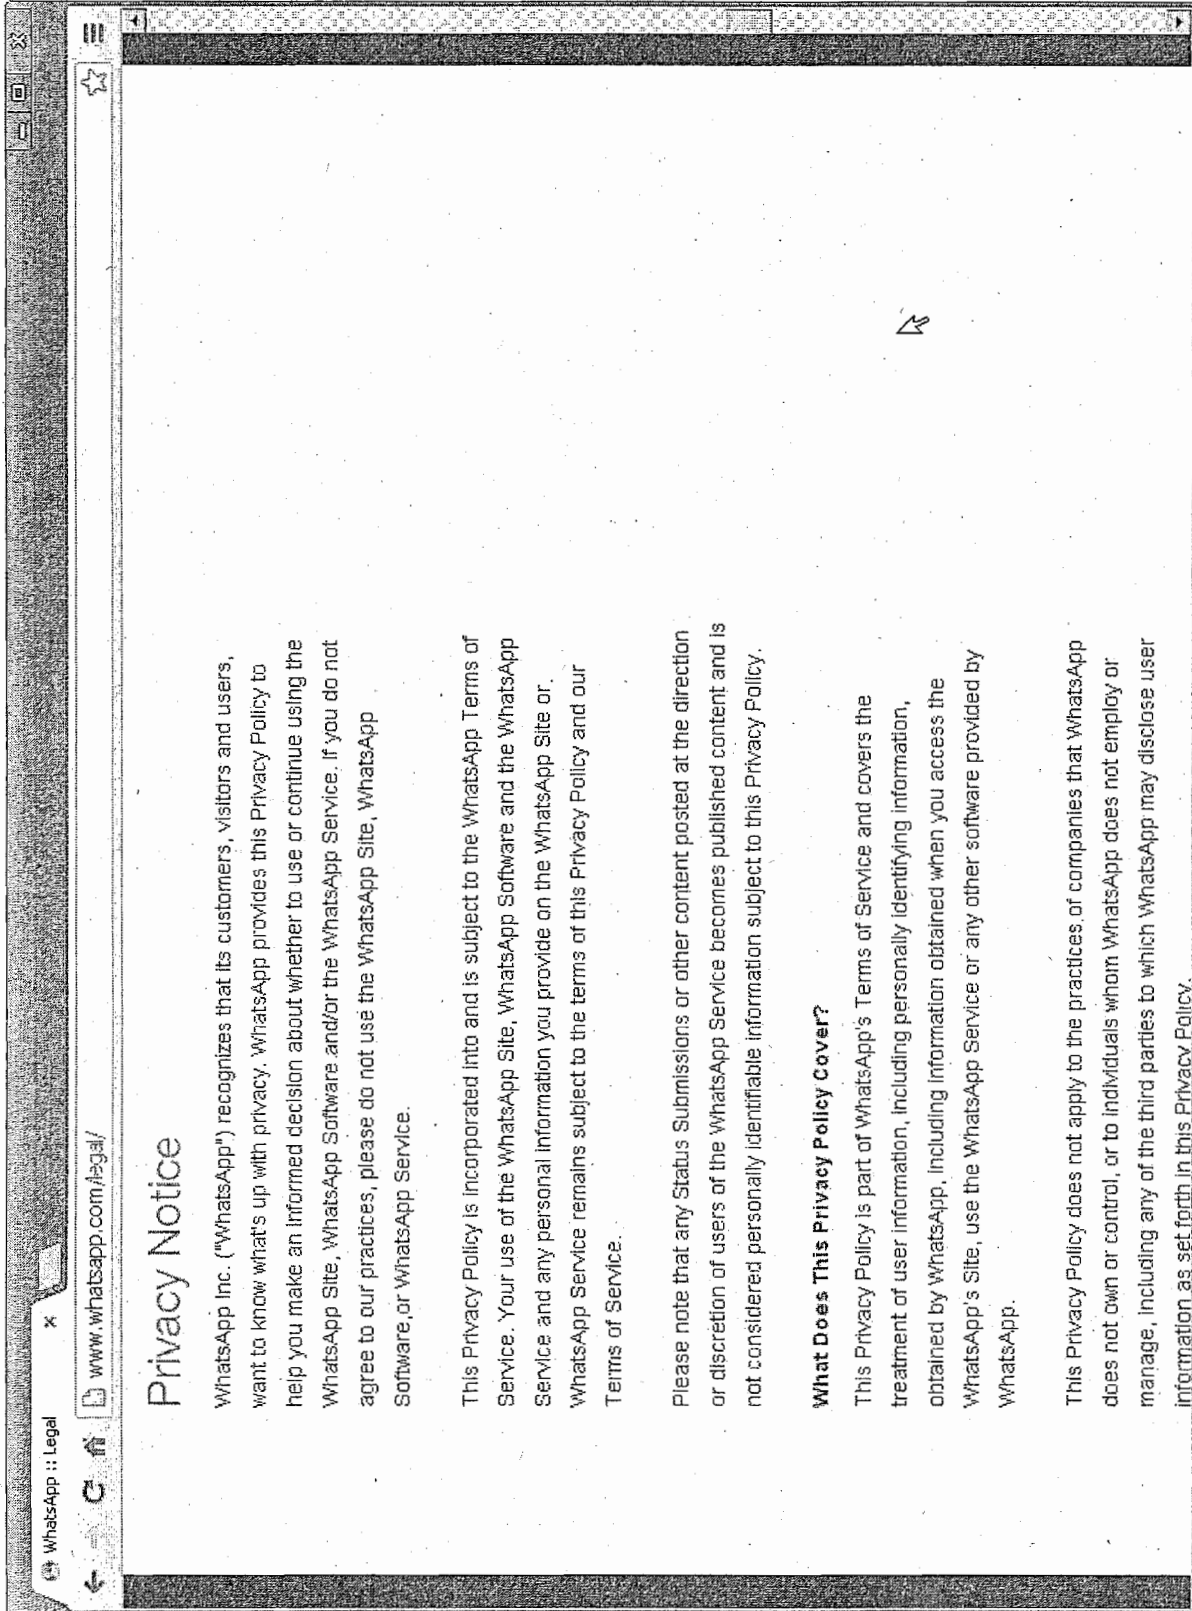 WhatsApp :: Legal
www.whatsapp.com/legal/
Privacy Notice
WhatsApp Inc. ("WhatsApp") recognizes that its customers, visitors and users,
want to know what's up with privacy. WhatsApp provides this Privacy Policy to
help you make an informed decision about whether to use or continue using the
WhatsApp Site, WhatsApp Software and/or the WhatsApp Service. If you do not
agree to our practices, please do not use the WhatsApp Site, WhatsApp
Software, or WhatsApp Service.
This Privacy Policy is incorporated into and is subject to the WhatsApp Terms of
Service. Your use of the WhatsApp Site, WhatsApp Software and the WhatsApp
Service and any personal information you provide on the WhatsApp Site or
WhatsApp Service remains subject to the terms of this Privacy Policy and our
Terms of Service.
Please note that any Status Submissions or other content posted at the direction
or discretion of users of the WhatsApp Service becomes published content and is
not considered personally identifiable information subject to this Privacy Policy.
What Does This Privacy Policy Cover?
This Privacy Policy is part of WhatsApp's Terms of Service and covers the
treatment of user information, including personally identifying information,
obtained by WhatsApp, including information obtained when you access the
WhatsApp's Site, use the WhatsApp Service or any other software provided by
WhatsApp.
This Privacy Policy does not apply to the practices of companies that WhatsApp
does not own or control, or to individuals whom WhatsApp does not employ or
manage, including any of the third parties to which WhatsApp may disclose user
information as set forth in this Privacy Policy.